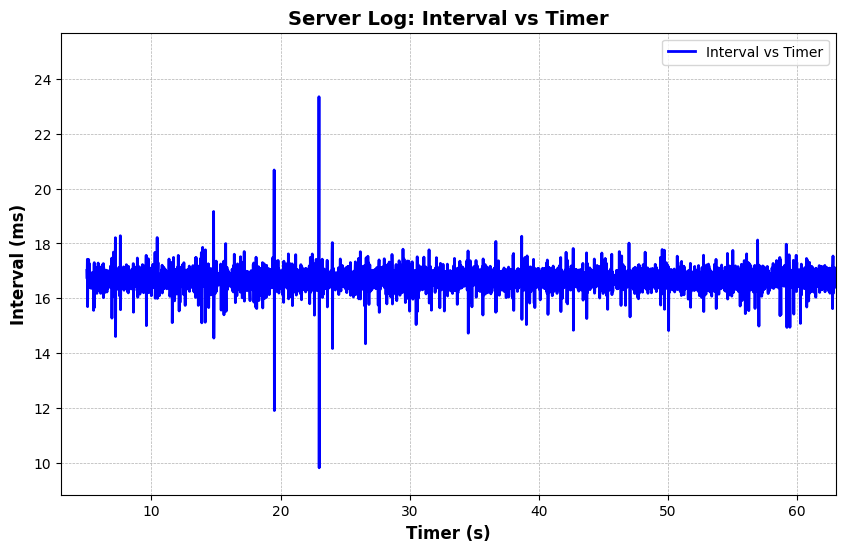 Server Log: Interval vs Timer
Interval vs Timer
24
22
20
18
16
14
12
10
Interval (ms)
10 20 30 40 50 60
Timer (s)